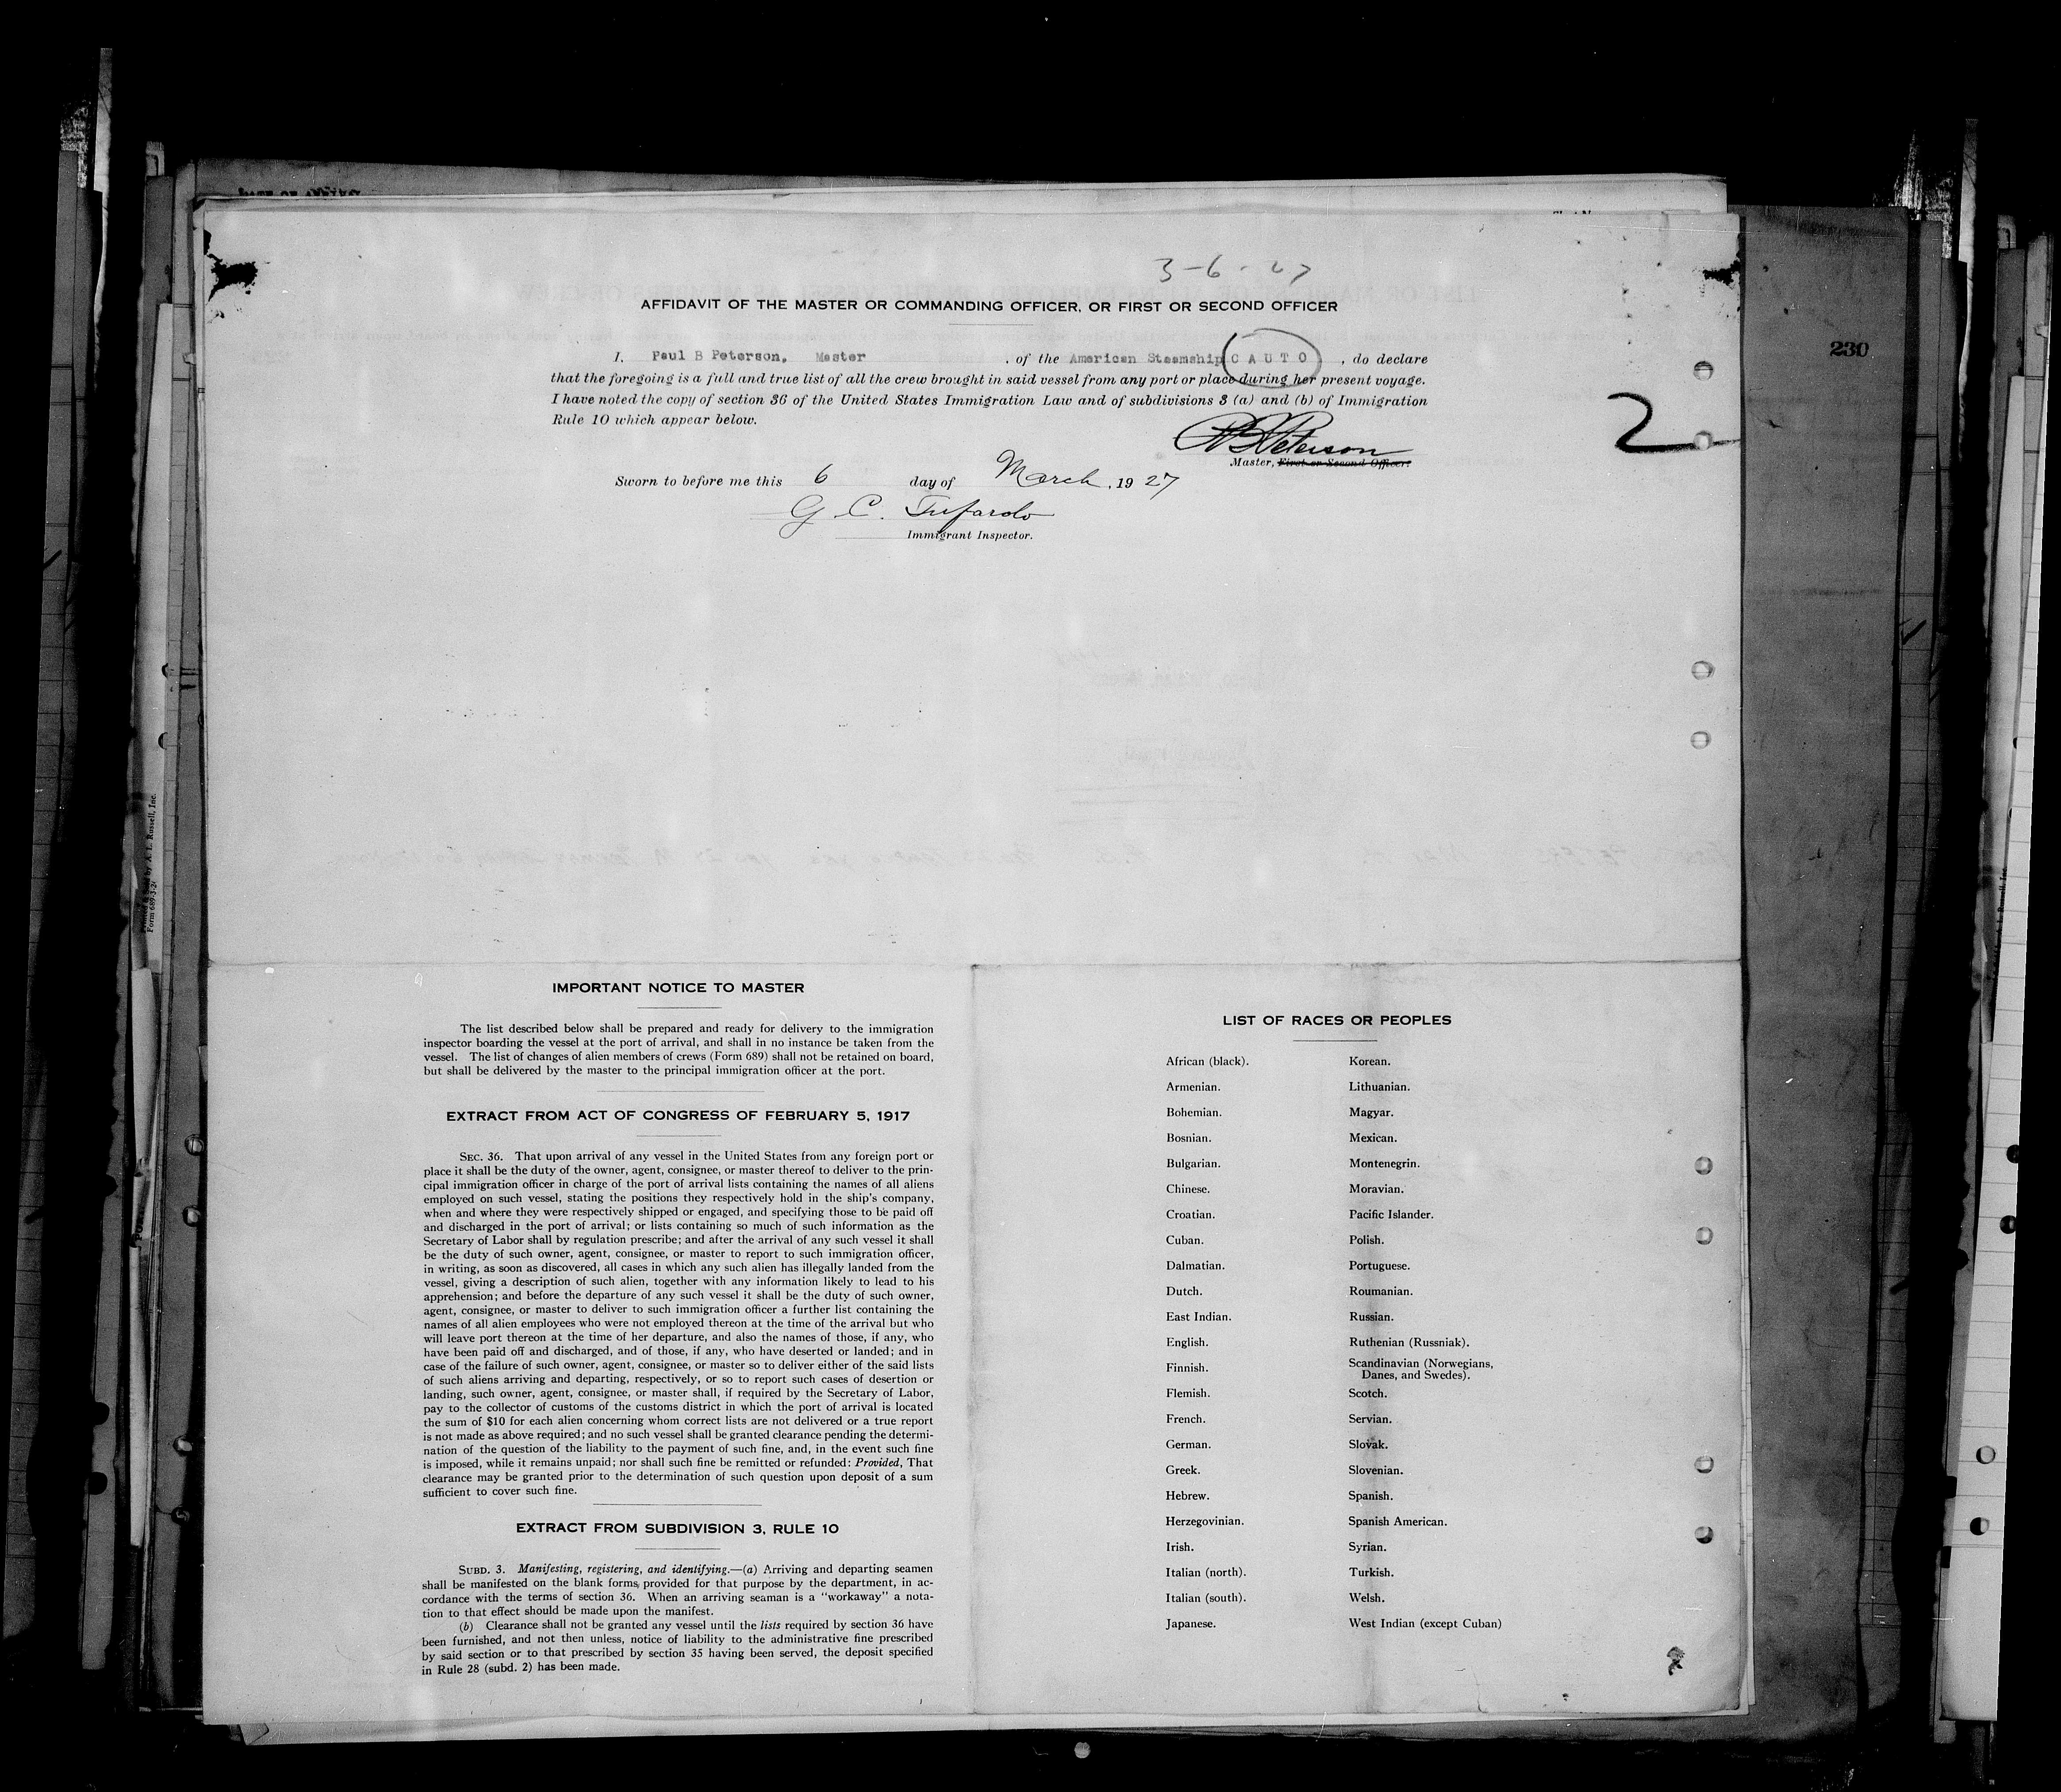 3-6-27
AFFIDAVIT OF THE MASTER OR COMMANDING OFFICER, OR FIRST OR SECOND OFFICER
I, Paul B Peterson, Master , of the American Steamship C A U T O , do declare
that the foregoing is a full and true list of all the crew brought in said vessel from any port or place during her present voyage.
I have noted the copy of section 36 of the United States Immigration Law and of subdivisions 3 (a) and (b) of Immigration
Rule 10 which appear below.
230
2
PB Peterson
Master, First or Second Officer.
Sworn to before me this 6 day of March, 1927
G. C. Tufardo
Immigrant Inspector.
Form 689
IMPORTANT NOTICE TO MASTER
The list described below shall be prepared and ready for delivery to the immigration
inspector boarding the vessel at the port of arrival, and shall in no instance be taken from the
vessel. The list of changes of alien members of crews (Form 689) shall not be retained on board,
but shall be delivered by the master to the principal immigration officer at the port.
EXTRACT FROM ACT OF CONGRESS OF FEBRUARY 5, 1917
SEC. 36. That upon arrival of any vessel in the United States from any foreign port or
place it shall be the duty of the owner, agent, consignee, or master thereof to deliver to the prin-
cipal immigration officer in charge of the port of arrival lists containing the names of all aliens
employed on such vessel, stating the positions they respectively hold in the ship's company,
when and where they were respectively shipped or engaged, and specifying those to be paid off
and discharged in the port of arrival; or lists containing so much of such information as the
Secretary of Labor shall by regulation prescribe; and after the arrival of any such vessel it shall
be the duty of such owner, agent, consignee, or master to report to such immigration officer,
in writing, as soon as discovered, all cases in which any such alien has illegally landed from the
vessel, giving a description of such alien, together with any information likely to lead to his
apprehension; and before the departure of any such vessel it shall be the duty of such owner,
agent, consignee, or master to deliver to such immigration officer a further list containing the
names of all alien employees who were not employed thereon at the time of the arrival but who
will leave port thereon at the time of her departure, and also the names of those, if any, who
have been paid off and discharged, and of those, if any, who have deserted or landed; and in
case of the failure of such owner, agent, consignee, or master so to deliver either of the said lists
of such aliens arriving and departing, respectively, or so to report such cases of desertion or
landing, such owner, agent, consignee, or master shall, if required by the Secretary of Labor,
pay to the collector of customs of the customs district in which the port of arrival is located
the sum of $10 for each alien concerning whom correct lists are not delivered or a true report
is not made as above required; and no such vessel shall be granted clearance pending the determi-
nation of the question of the liability to the payment of such fine, and, in the event such fine
is imposed, while it remains unpaid; nor shall such fine be remitted or refunded: Provided, That
clearance may be granted prior to the determination of such question upon deposit of a sum
sufficient to cover such fine.
EXTRACT FROM SUBDIVISION 3, RULE 10
SUBD. 3. Manifesting, registering, and identifying.—(a) Arriving and departing seamen
shall be manifested on the blank forms provided for that purpose by the department, in ac-
cordance with the terms of section 36. When an arriving seaman is a "workaway" a nota-
tion to that effect should be made upon the manifest.
(b) Clearance shall not be granted any vessel until the lists required by section 36 have
been furnished, and not then unless, notice of liability to the administrative fine prescribed
by said section or to that prescribed by section 35 having been served, the deposit specified
in Rule 28 (subd. 2) has been made.
LIST OF RACES OR PEOPLES
African (black).
Armenian.
Bohemian.
Bosnian.
Bulgarian.
Chinese.
Croatian.
Cuban.
Dalmatian.
Dutch.
East Indian.
English.
Finnish.
Flemish.
French.
German.
Greek.
Hebrew.
Herzegovinian.
Irish.
Italian (north).
Italian (south).
Japanese.
Korean.
Lithuanian.
Magyar.
Mexican.
Montenegrin.
Moravian.
Pacific Islander.
Polish.
Portuguese.
Roumanian.
Russian.
Ruthenian (Russniak).
Scandinavian (Norwegians,
Danes, and Swedes).
Scotch.
Servian.
Slovak.
Slovenian.
Spanish.
Spanish American.
Syrian.
Turkish.
Welsh.
West Indian (except Cuban)